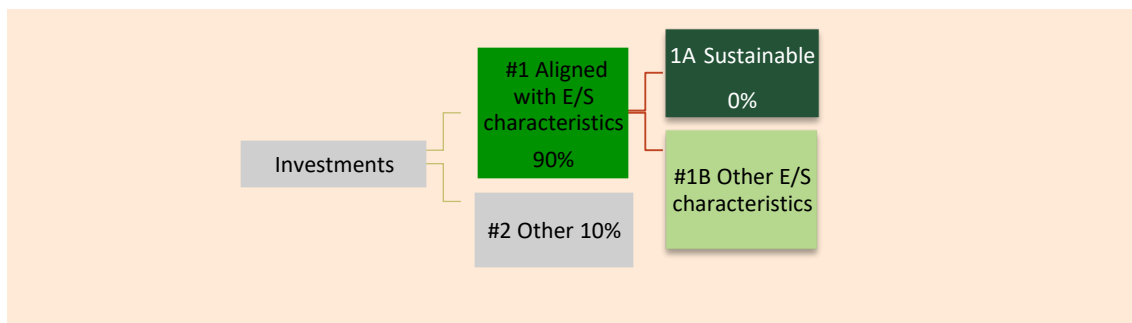 Investments
#1 Aligned
with E/S
characteristics
90%
#2 Other 10%
1A Sustainable
0%
#1B Other E/S
characteristics